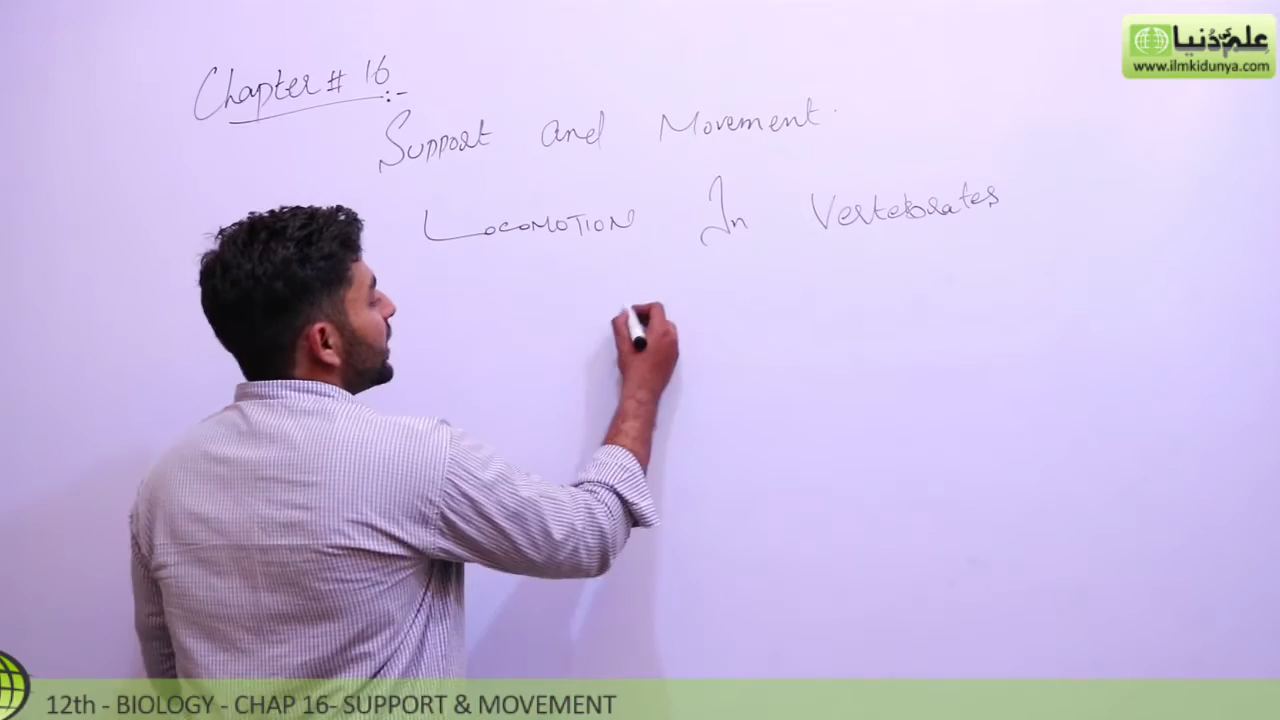 علم کی دُنیا
www.ilmkidunya.com
Chapter # 16 :-
Support and Movement.
Locomotion In Vertebrates
12th - BIOLOGY - CHAP 16- SUPPORT & MOVEMENT